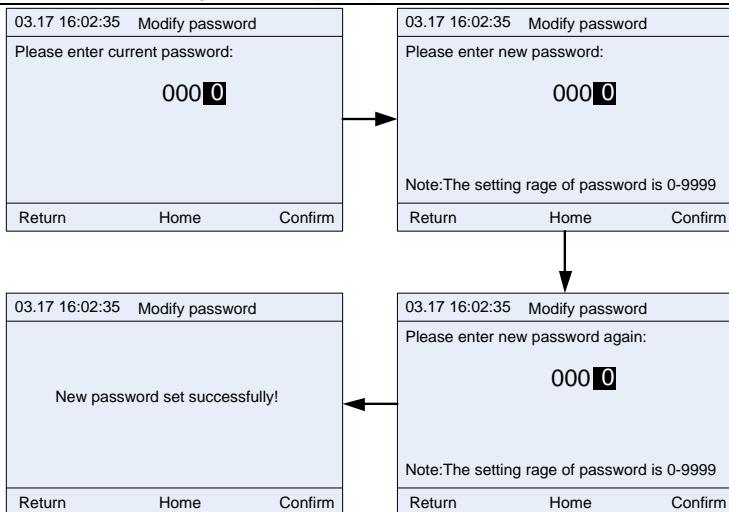 03.17 16:02:35 Modify password
Please enter current password:
0000
Return Home Confirm
03.17 16:02:35 Modify password
Please enter new password:
0000
Note:The setting rage of password is 0-9999
Return Home Confirm
03.17 16:02:35 Modify password
Please enter new password again:
0000
Note:The setting rage of password is 0-9999
Return Home Confirm
03.17 16:02:35 Modify password
New password set successfully!
Return Home Confirm